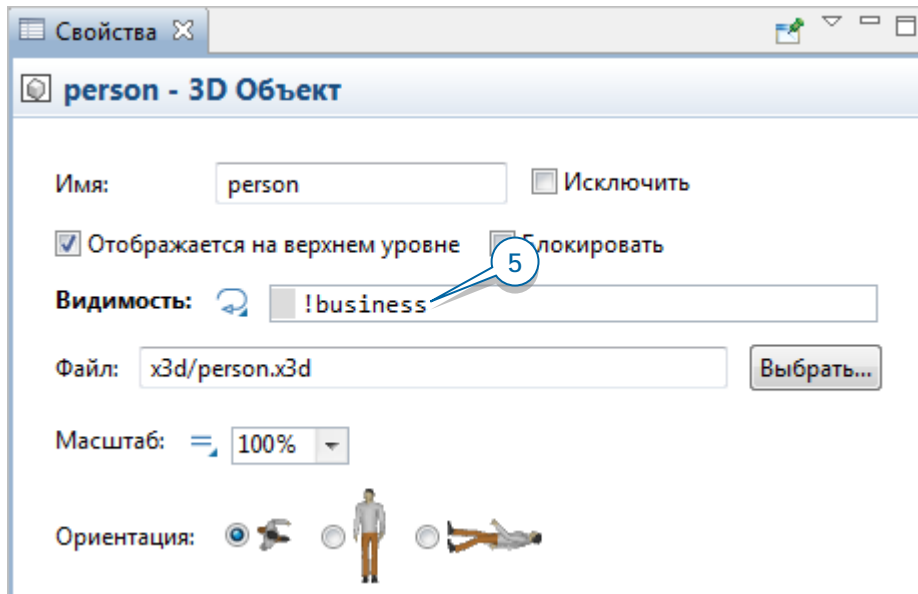 Свойства
person - 3D Объект
Имя: person Исключить
Отображается на верхнем уровне Блокировать
5
Видимость: !business
Файл: x3d/person.x3d Выбрать...
Масштаб: = 100%
Ориентация: